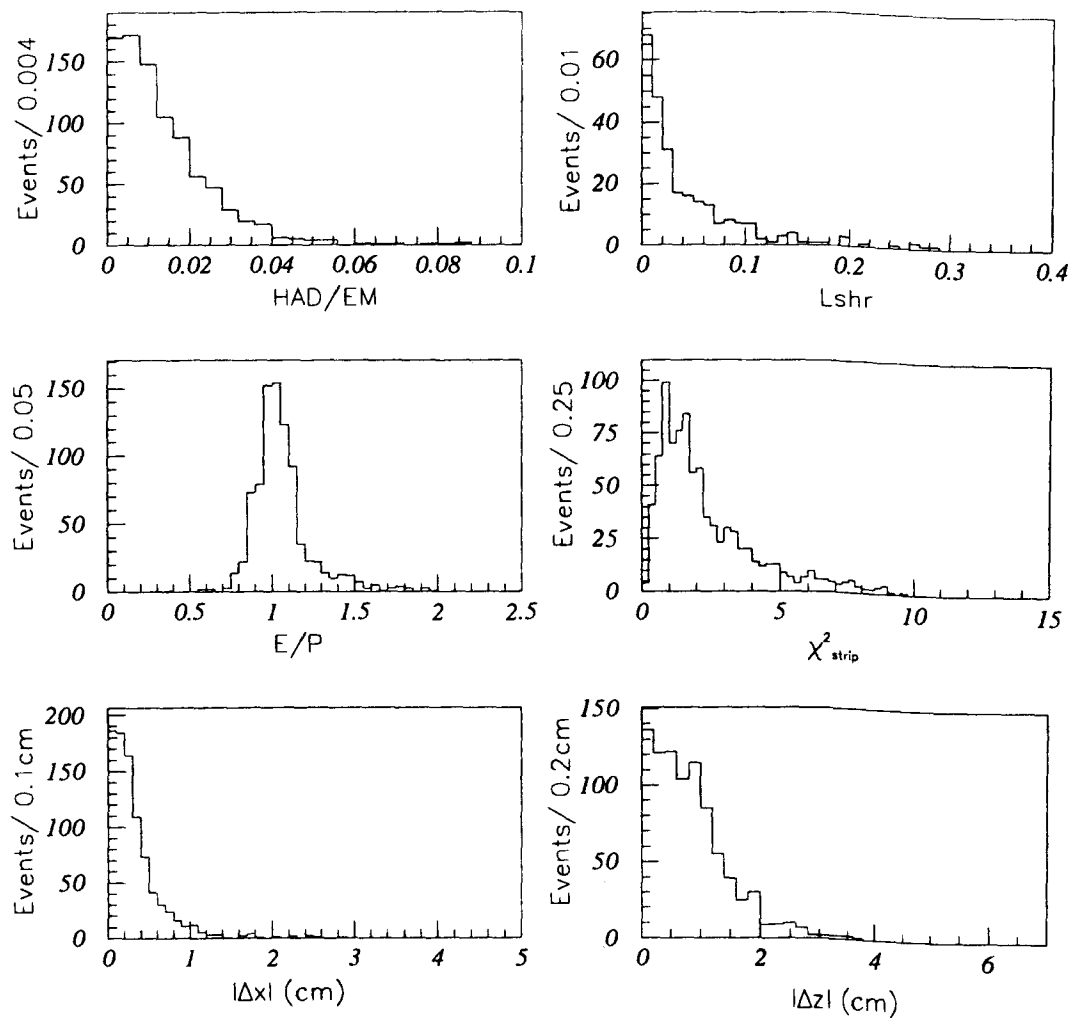 Events/ 0.004
150
100
50
0
0 0.02 0.04 0.06 0.08 0.1
HAD/EM
Events/ 0.01
60
40
20
0
0 0.1 0.2 0.3 0.4
Lshr
Events/ 0.05
150
100
50
0
0 0.5 1 1.5 2 2.5
E/P
Events/ 0.25
100
75
50
25
0
0 5 10 15
χ² strip
Events/ 0.1cm
200
150
100
50
0
0 1 2 3 4 5
|Δx| (cm)
Events/ 0.2cm
150
100
50
0
0 2 4 6
|Δz| (cm)